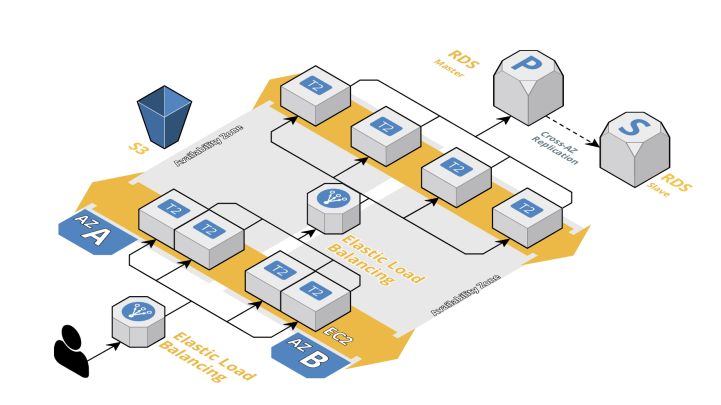 RDS
Master
P
Cross-AZ
Replication
S
RDS
Slave
S3
Availability Zone
T2
T2
T2
T2
AZ A
T2
T2
Elastic Load
Balancing
T2
T2
Availability Zone
EC2
AZ B
Elastic Load
Balancing